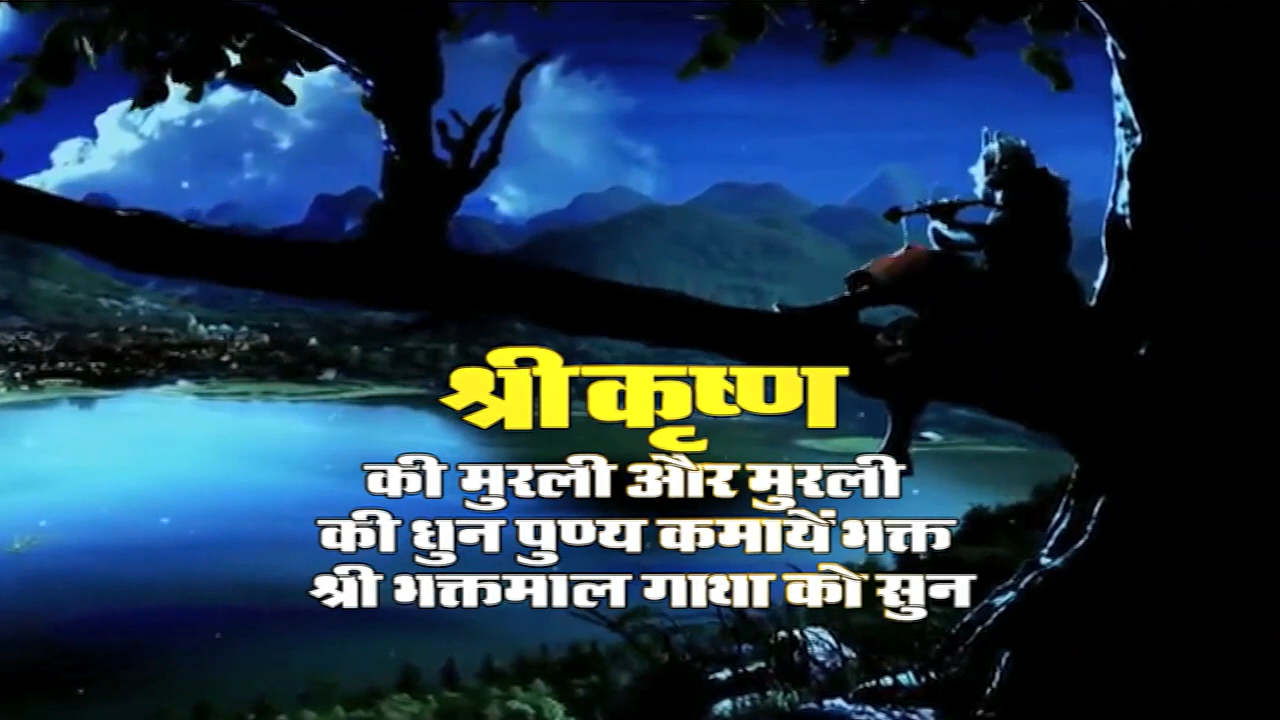 श्रीकृष्ण
की मुरली और मुरली
की धुन पुण्य कमायें भक्त
श्री भक्तमाल गाथा को सुन